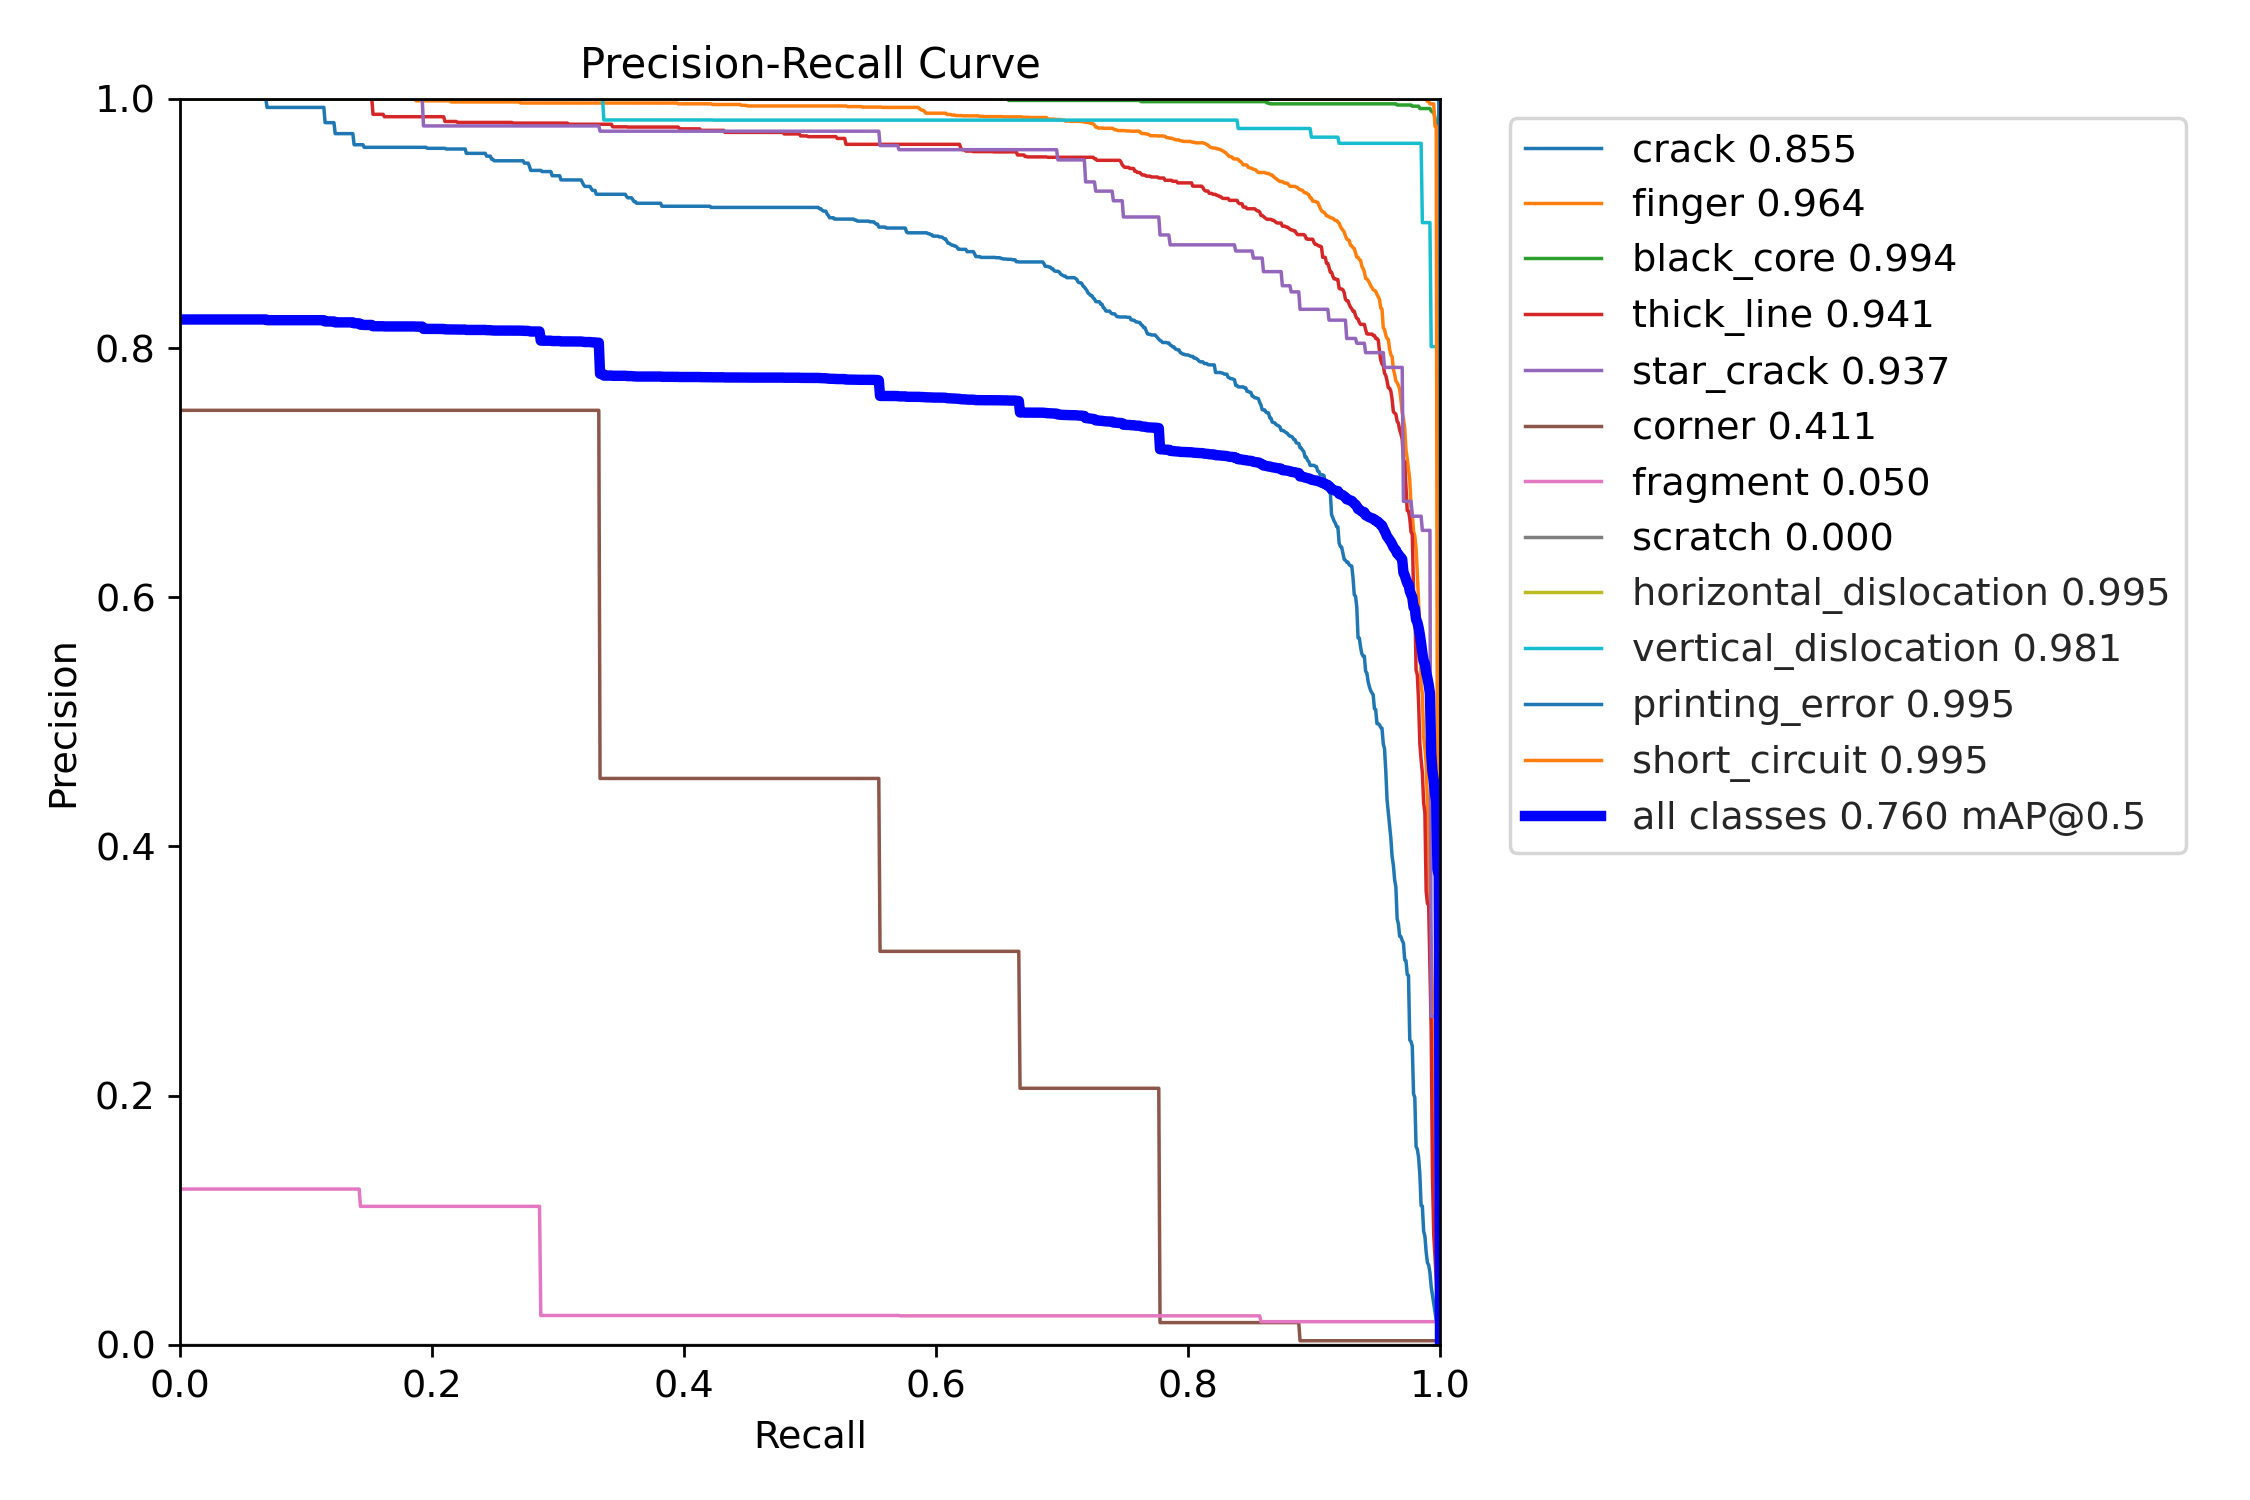 Precision-Recall Curve
1.0
0.8
0.6
0.4
0.2
0.0
Precision
0.0 0.2 0.4 0.6 0.8 1.0
Recall
crack 0.855
finger 0.964
black_core 0.994
thick_line 0.941
star_crack 0.937
corner 0.411
fragment 0.050
scratch 0.000
horizontal_dislocation 0.995
vertical_dislocation 0.981
printing_error 0.995
short_circuit 0.995
all classes 0.760 mAP@0.5